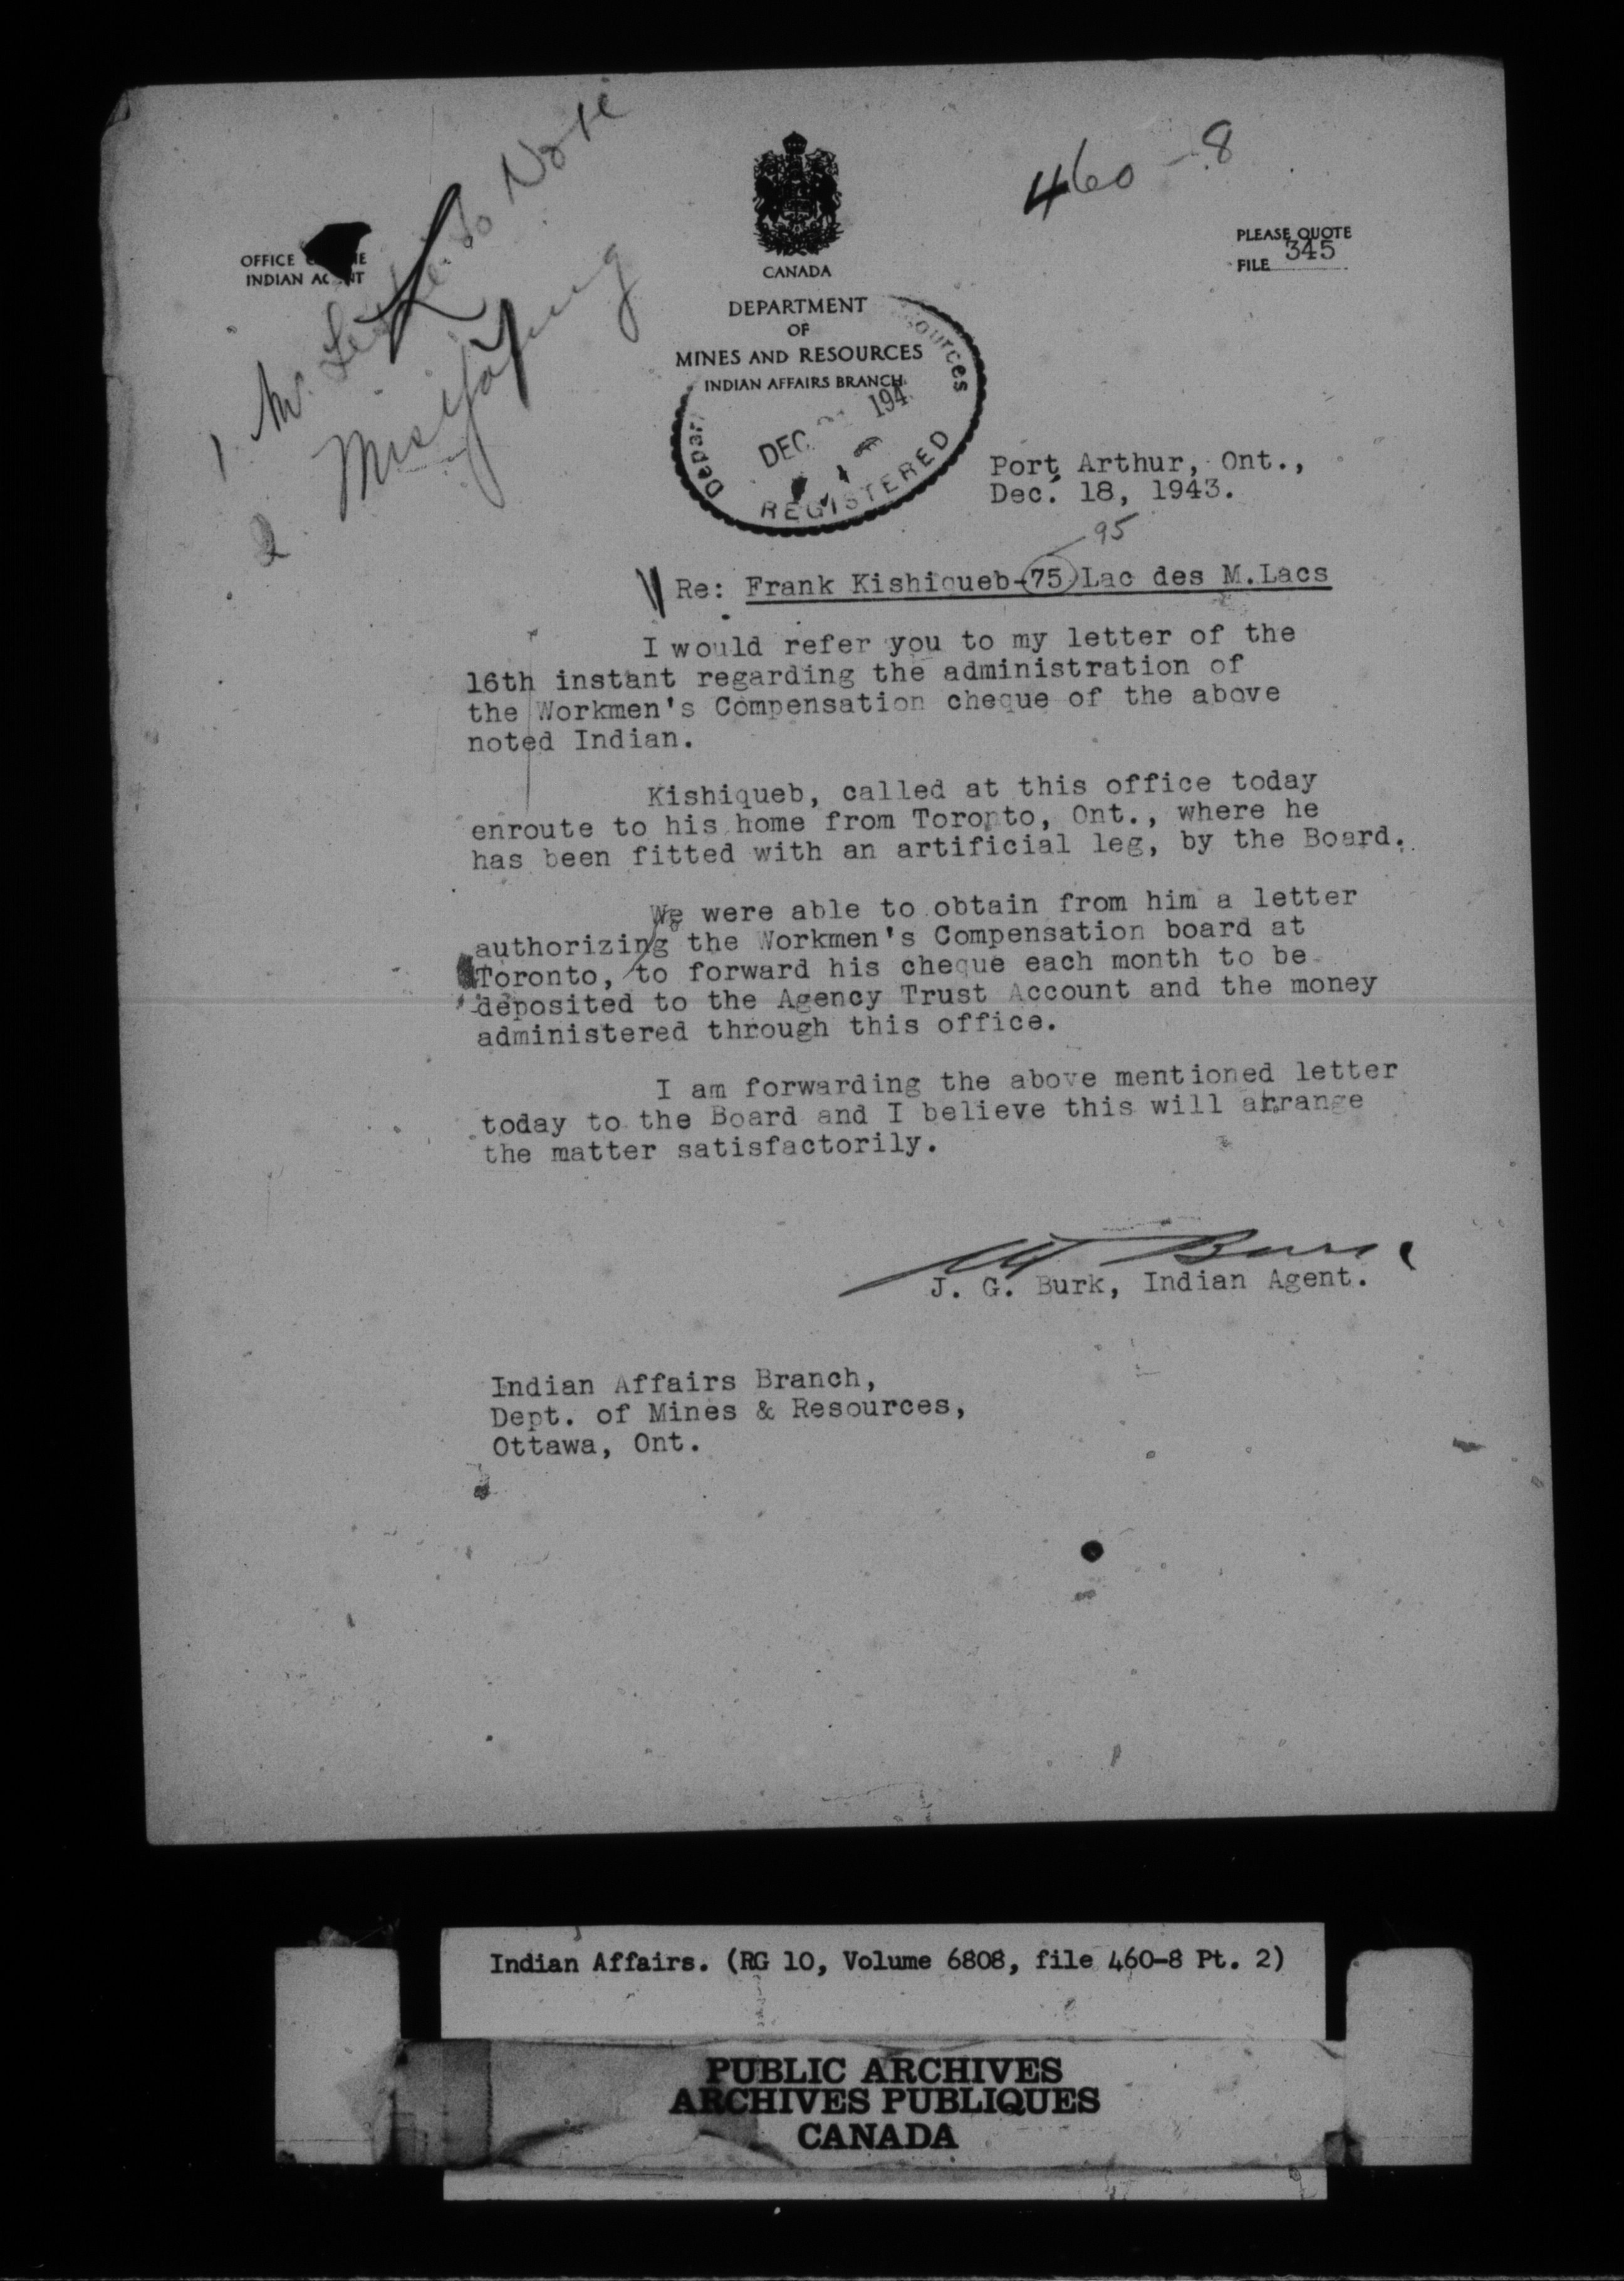 460-8
OFFICE
INDIAN AGENT
1. Mr. to Note
2 Miss
CANADA
DEPARTMENT
OF
MINES AND RESOURCES
INDIAN AFFAIRS BRANCH
PLEASE QUOTE
FILE 345
DEC 194
REGISTERED
Port Arthur, Ont.,
Dec. 18, 1943.
95
Re: Frank Kishiqueb-75 Lac des M.Lacs
I would refer you to my letter of the
16th instant regarding the administration of
the Workmen's Compensation cheque of the above
noted Indian.
Kishiqueb, called at this office today
enroute to his home from Toronto, Ont., where he
has been fitted with an artificial leg, by the Board.
We were able to obtain from him a letter
authorizing the Workmen's Compensation board at
Toronto, to forward his cheque each month to be
deposited to the Agency Trust Account and the money
administered through this office.
I am forwarding the above mentioned letter
today to the Board and I believe this will arrange
the matter satisfactorily.
J. G. Burk, Indian Agent.
Indian Affairs Branch,
Dept. of Mines & Resources,
Ottawa, Ont.
Indian Affairs. (RG 10, Volume 6808, file 460-8 Pt. 2)
PUBLIC ARCHIVES
ARCHIVES PUBLIQUES
CANADA